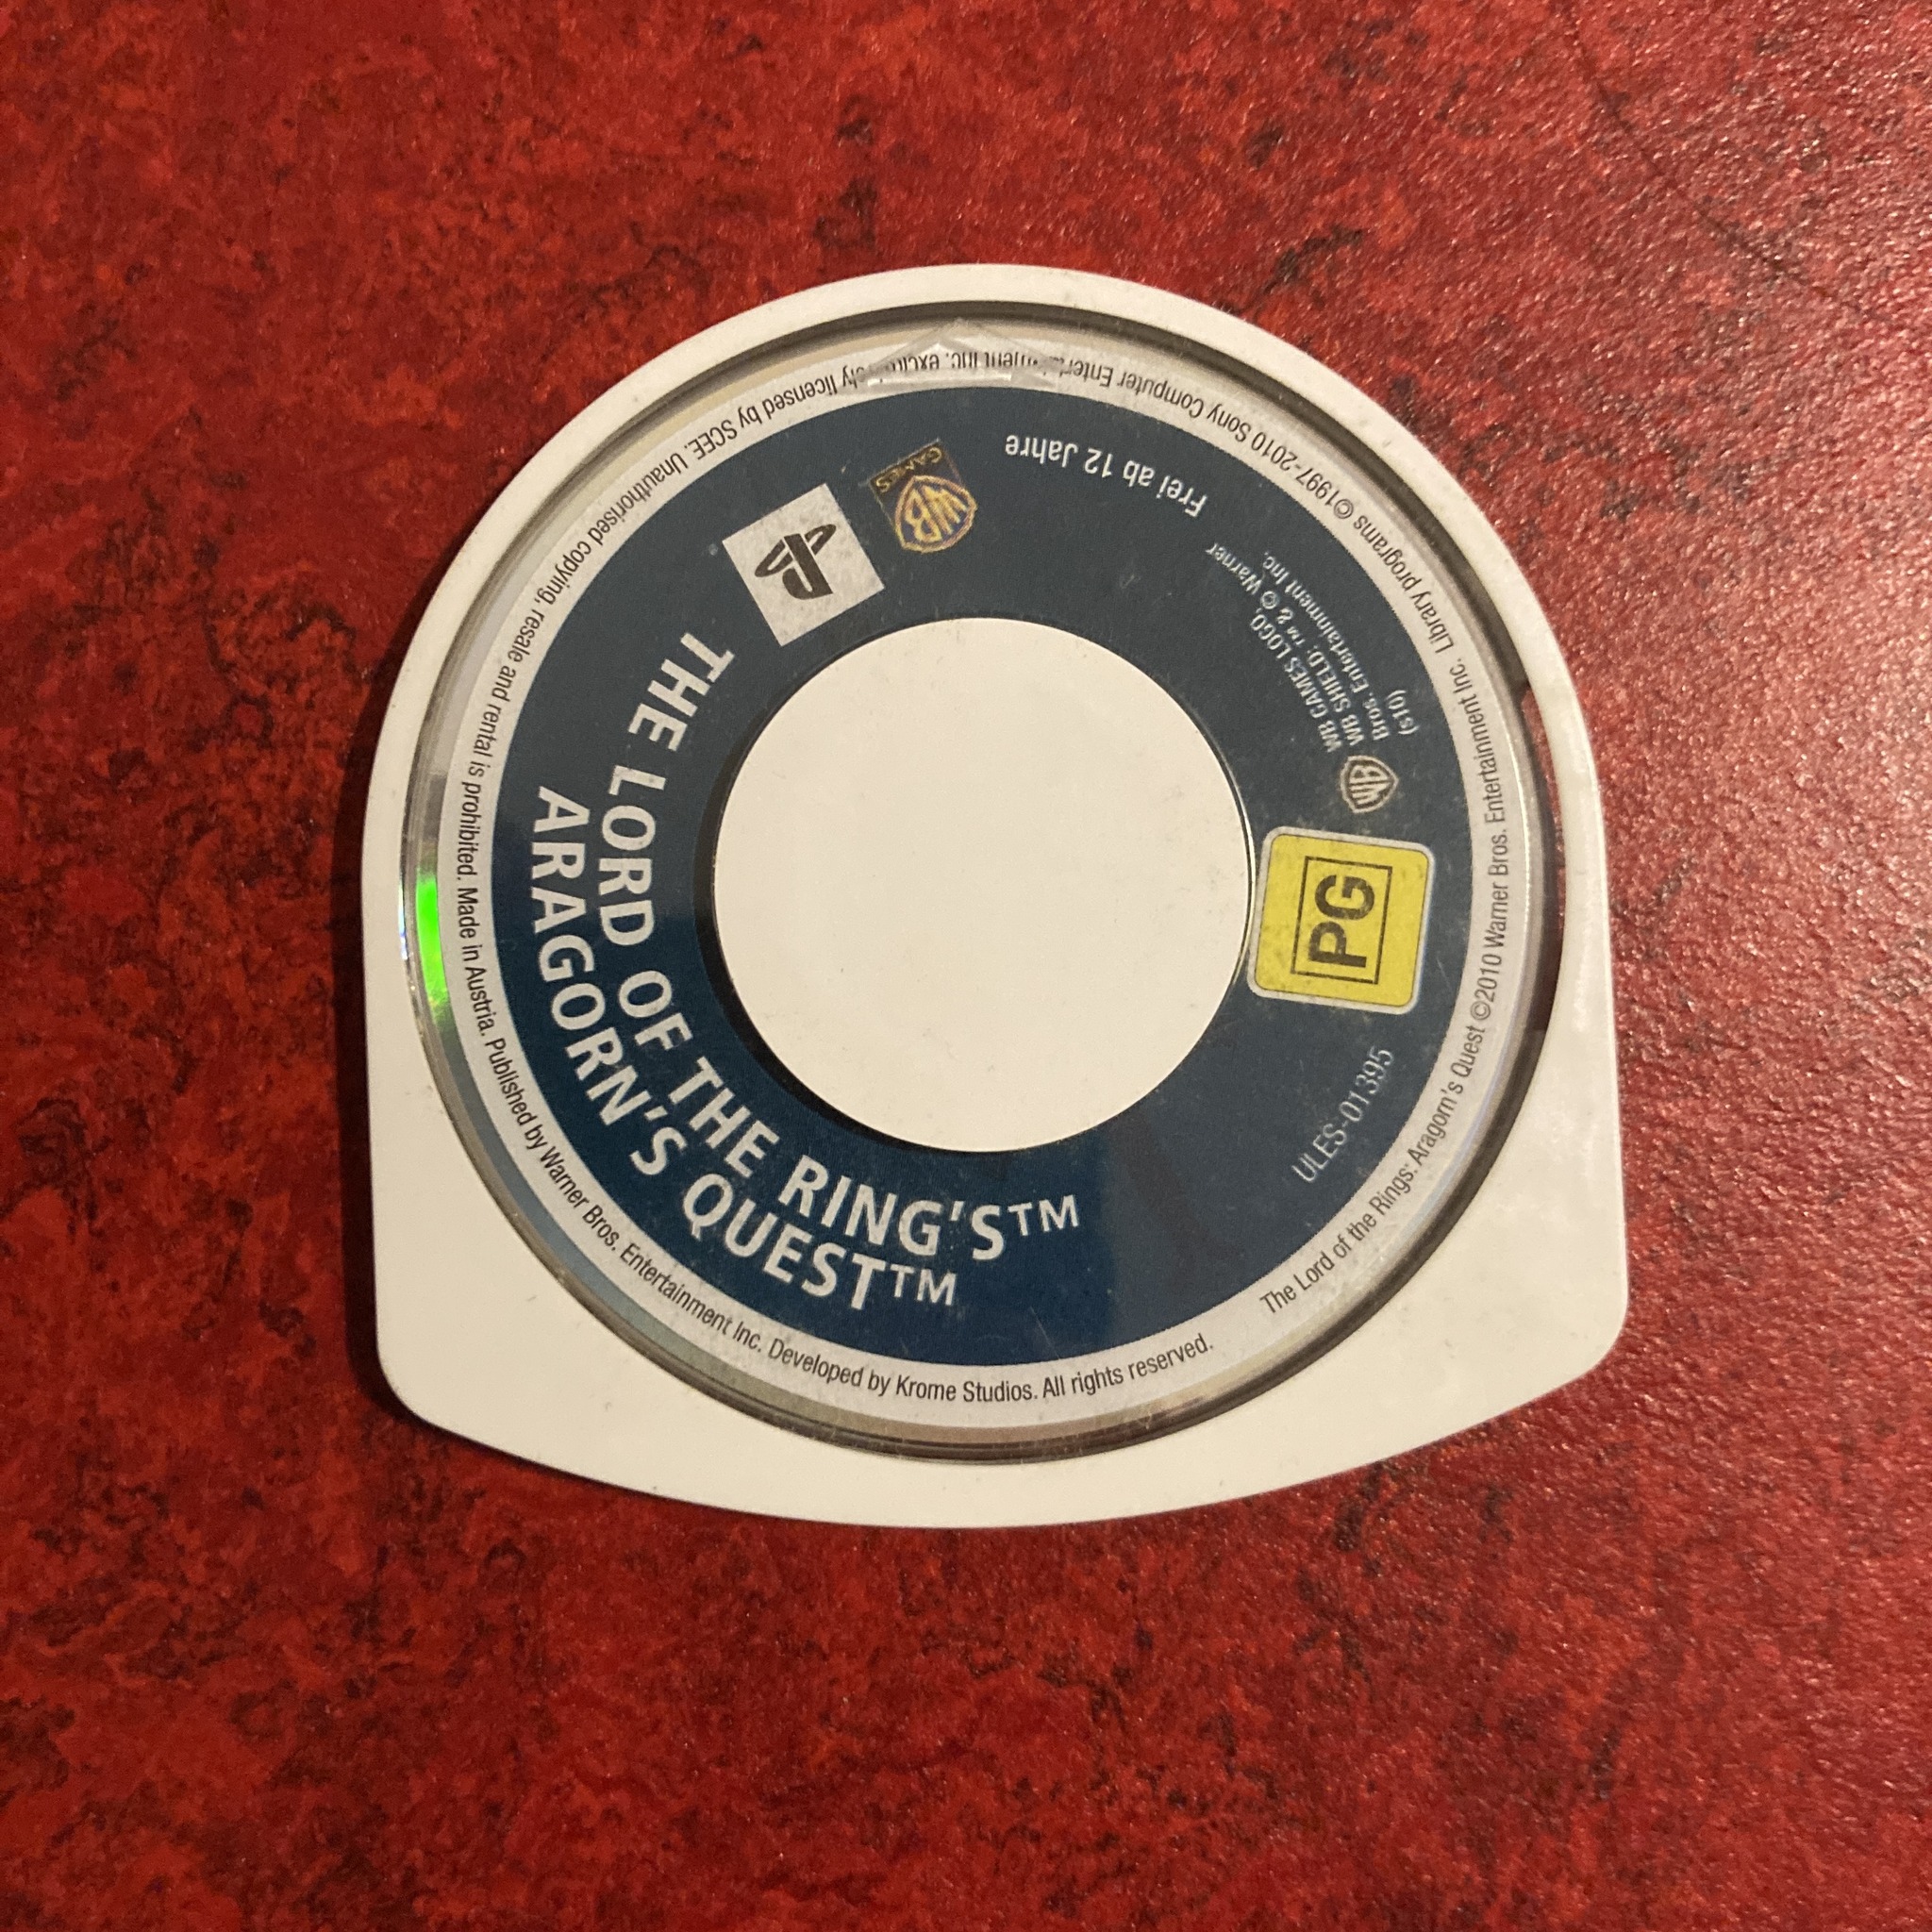 THE LORD OF THE RING'S™
ARAGORN'S QUEST™
WB
GAMES
Frei ab 12 Jahre
WB GAMES LOGO,
WB SHIELD: ™ & © Warner
Bros. Entertainment Inc.
(s10)
WB
PG
ULES-01395
The Lord of the Rings: Aragorn's Quest ©2010 Warner Bros. Entertainment Inc. Library programs ©1997-2010 Sony Computer Entertainment Inc. licensed by SCEE. Unauthorised copying, resale and rental is prohibited. Made in Austria. Published by Warner Bros. Entertainment Inc. Developed by Krome Studios. All rights reserved.